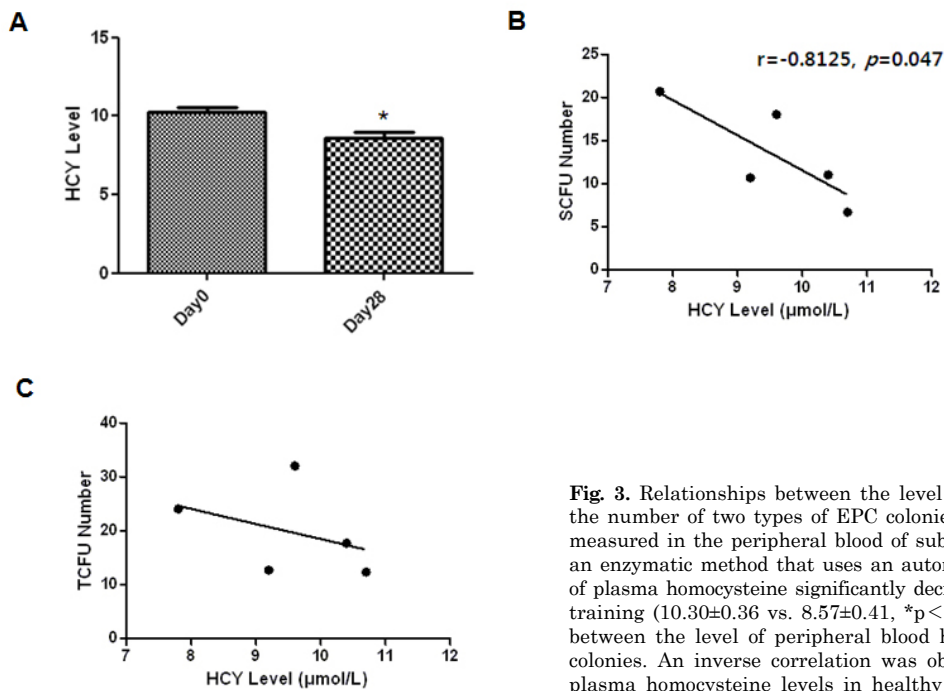 A
15
10
5
0
HCY Level
*
Day0
Day28
B
r=-0.8125, p=0.047
25
20
15
10
5
0
SCFU Number
7 8 9 10 11 12
HCY Level (µmol/L)
C
40
30
20
10
0
TCFU Number
7 8 9 10 11 12
HCY Level (µmol/L)
Fig. 3. Relationships between the level
the number of two types of EPC colonie
measured in the peripheral blood of sub
an enzymatic method that uses an autor
of plasma homocysteine significantly deci
training (10.30±0.36 vs. 8.57±0.41, *p<
between the level of peripheral blood h
colonies. An inverse correlation was ob
plasma homocysteine levels in healthy